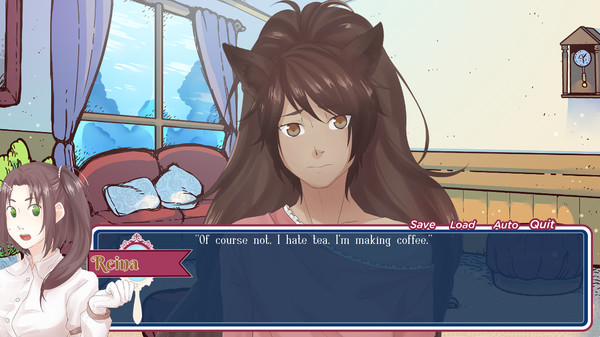 Save Load Auto Quit
Reina
"Of course not. I hate tea. I'm making coffee."